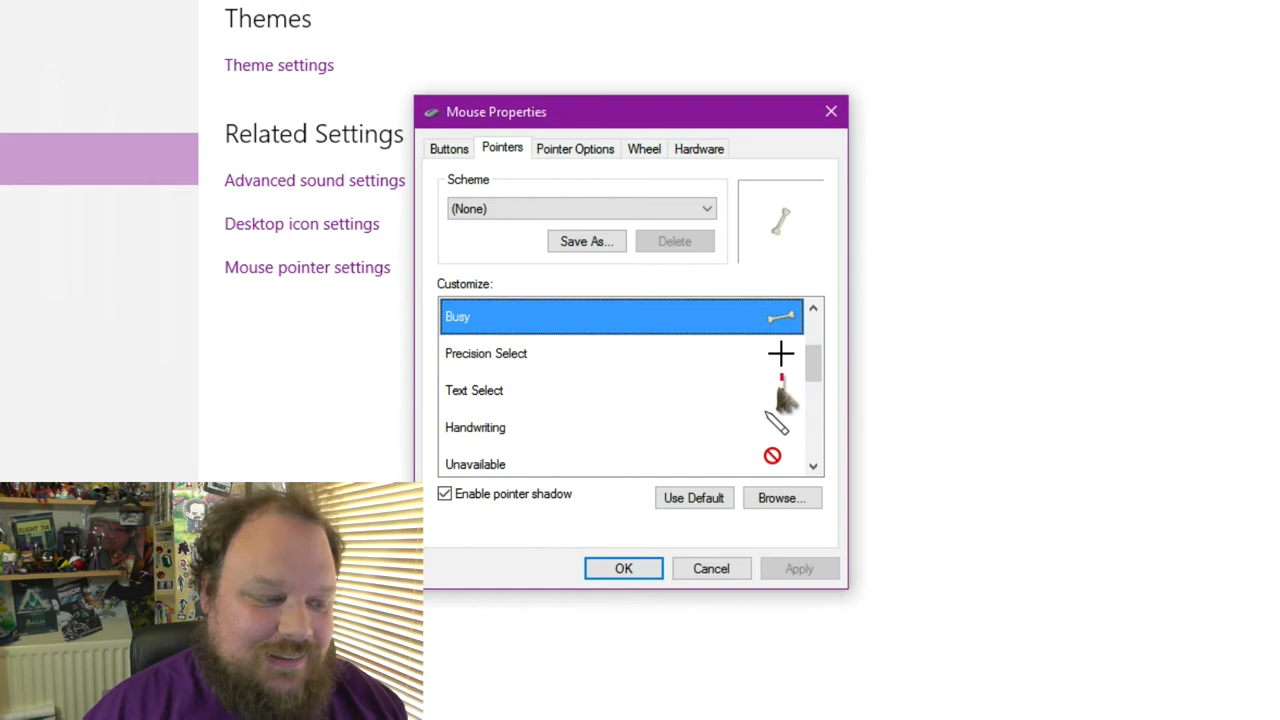 Themes
Theme settings
Related Settings
Advanced sound settings
Desktop icon settings
Mouse pointer settings
Mouse Properties
Buttons
Pointers
Pointer Options
Wheel
Hardware
Scheme
(None)
Save As...
Delete
Customize:
Busy
Precision Select
Text Select
Handwriting
Unavailable
Enable pointer shadow
Use Default
Browse...
OK
Cancel
Apply
FLIGHT 714